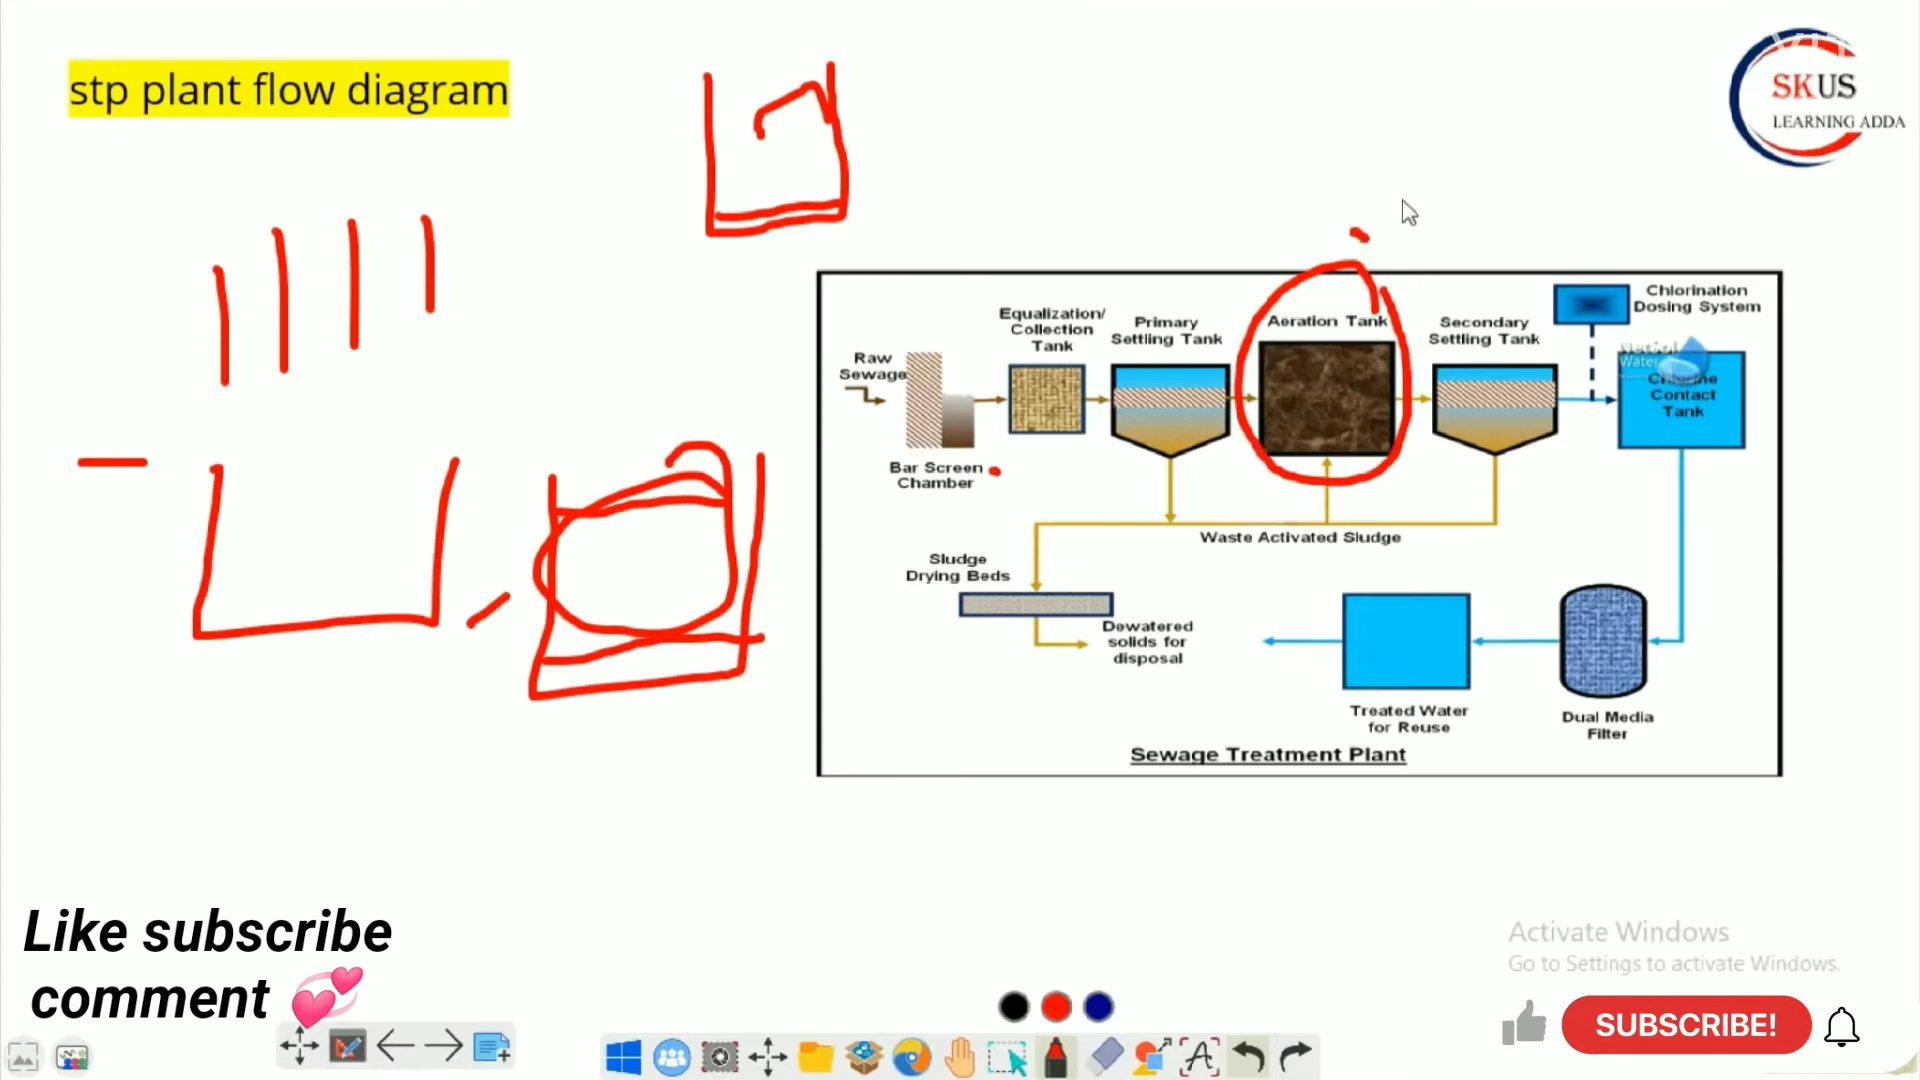 stp plant flow diagram
SKUS
LEARNING ADDA
Raw
Sewage
Bar Screen
Chamber
Equalization/
Collection
Tank
Primary
Settling Tank
Aeration Tank
Secondary
Settling Tank
Chlorination
Dosing System
NetSol
Water
Chlorine
Contact
Tank
Waste Activated Sludge
Sludge
Drying Beds
Dewatered
solids for
disposal
Treated Water
for Reuse
Dual Media
Filter
Sewage Treatment Plant
Like subscribe
comment
Activate Windows
Go to Settings to activate Windows.
SUBSCRIBE!